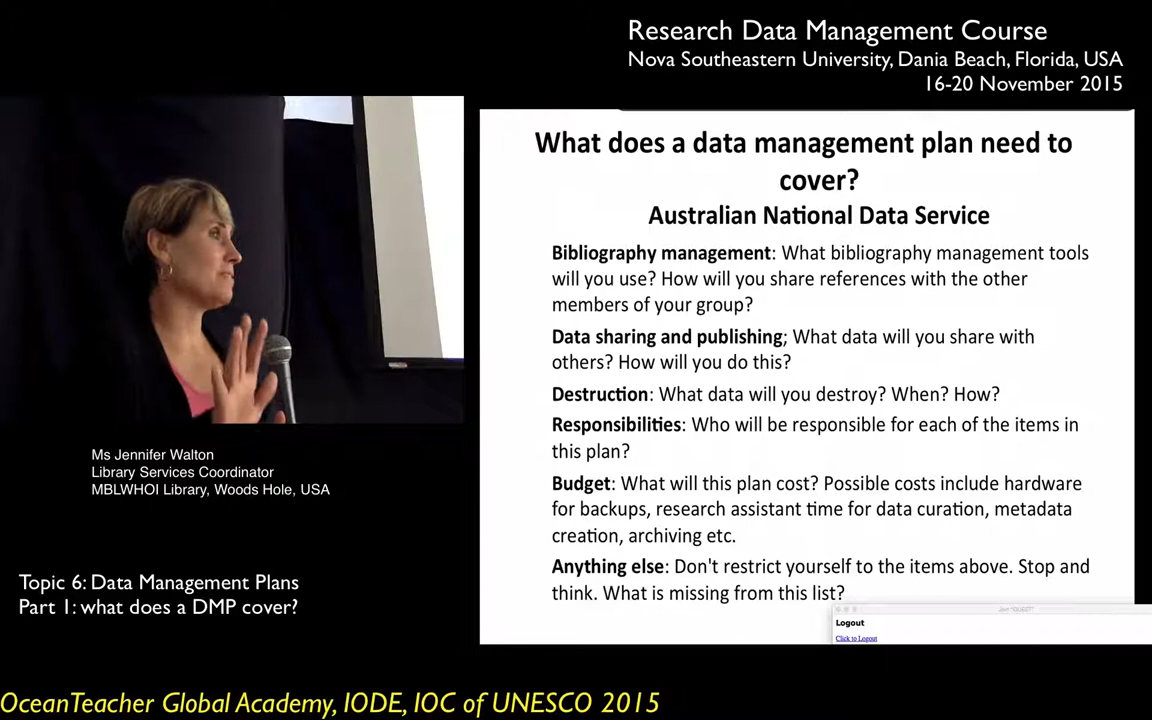 Research Data Management Course
Nova Southeastern University, Dania Beach, Florida, USA
16-20 November 2015
What does a data management plan need to
cover?
Australian National Data Service
Bibliography management: What bibliography management tools
will you use? How will you share references with the other
members of your group?
Data sharing and publishing; What data will you share with
others? How will you do this?
Destruction: What data will you destroy? When? How?
Responsibilities: Who will be responsible for each of the items in
this plan?
Budget: What will this plan cost? Possible costs include hardware
for backups, research assistant time for data curation, metadata
creation, archiving etc.
Anything else: Don't restrict yourself to the items above. Stop and
think. What is missing from this list?
Logout
Click to Logout
Ms Jennifer Walton
Library Services Coordinator
MBLWHOI Library, Woods Hole, USA
Topic 6: Data Management Plans
Part 1: what does a DMP cover?
OceanTeacher Global Academy, IODE, IOC of UNESCO 2015